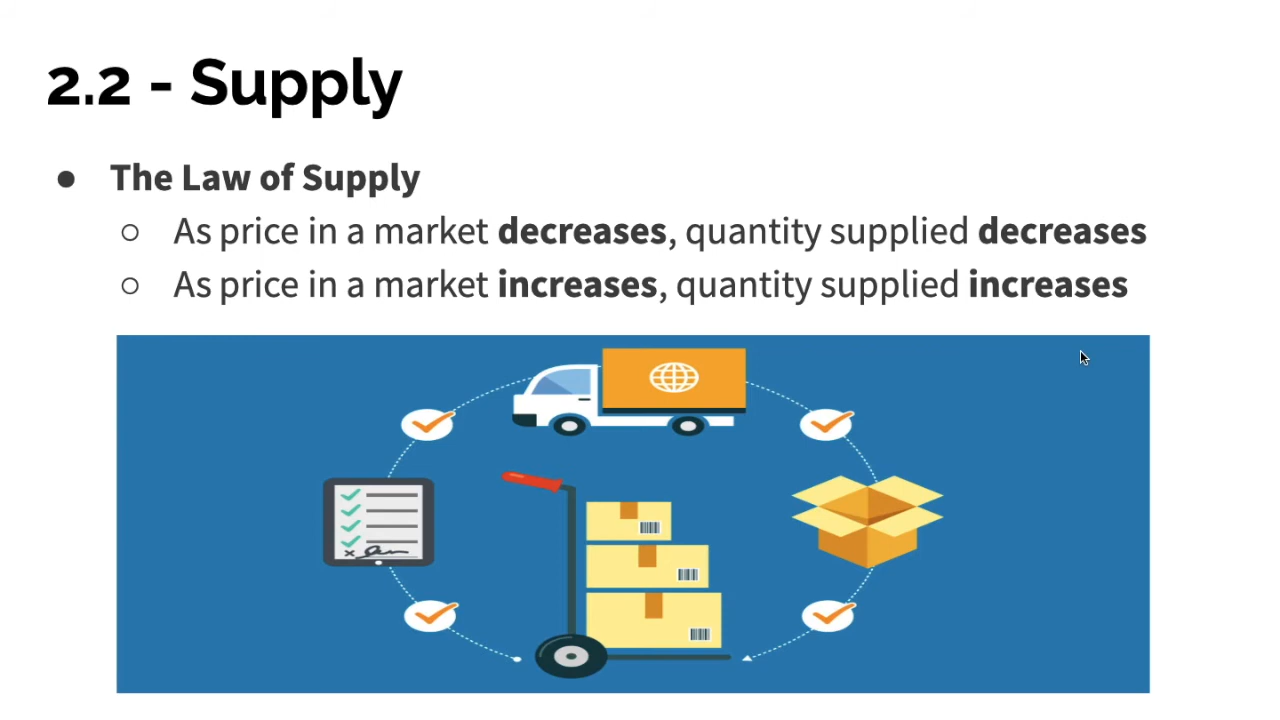 2.2 - Supply
● The Law of Supply
○ As price in a market decreases, quantity supplied decreases
○ As price in a market increases, quantity supplied increases